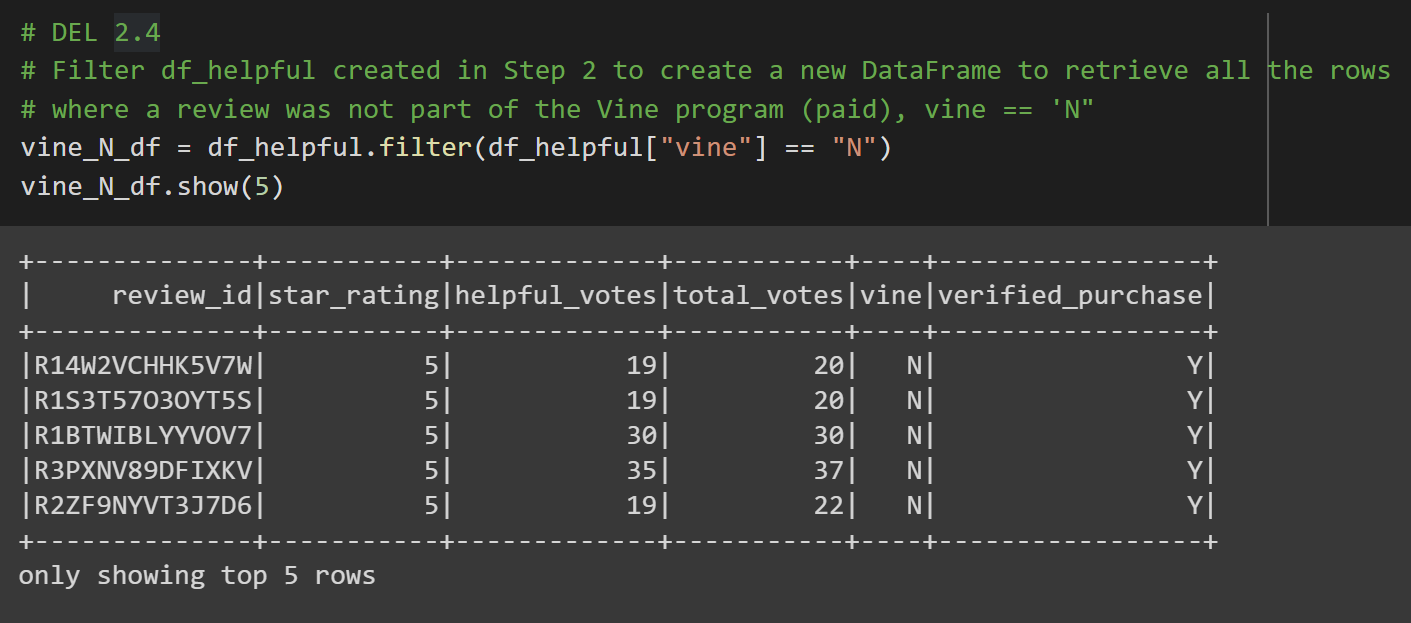 # DEL 2.4
# Filter df_helpful created in Step 2 to create a new DataFrame to retrieve all the rows
# where a review was not part of the Vine program (paid), vine == 'N"
vine_N_df = df_helpful.filter(df_helpful["vine"] == "N")
vine_N_df.show(5)
+--------------+-----------+-------------+-----------+----+-----------------+
|     review_id|star_rating|helpful_votes|total_votes|vine|verified_purchase|
+--------------+-----------+-------------+-----------+----+-----------------+
|R14W2VCHHK5V7W|          5|           19|         20|   N|                Y|
|R1S3T57O3OYT5S|          5|           19|         20|   N|                Y|
|R1BTWIBLYYVOV7|          5|           30|         30|   N|                Y|
|R3PXNV89DFIXKV|          5|           35|         37|   N|                Y|
|R2ZF9NYVT3J7D6|          5|           19|         22|   N|                Y|
+--------------+-----------+-------------+-----------+----+-----------------+
only showing top 5 rows